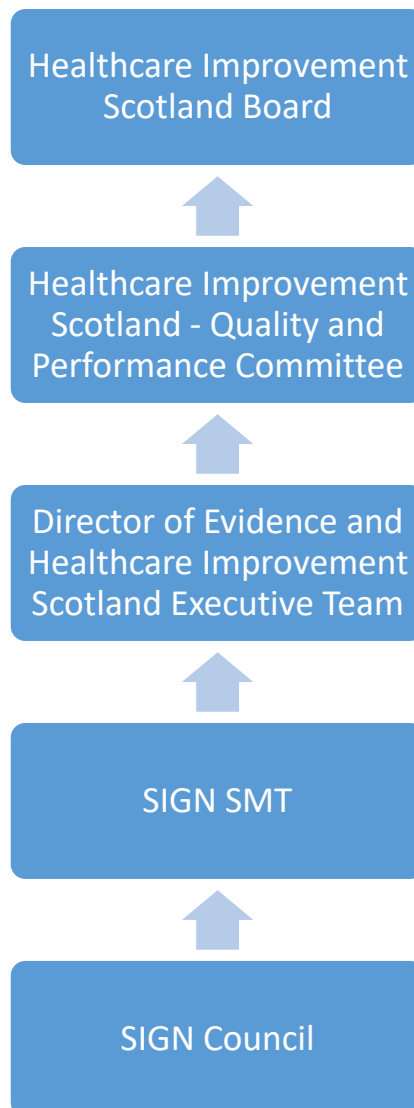 Healthcare Improvement
Scotland Board
Healthcare Improvement
Scotland - Quality and
Performance Committee
Director of Evidence and
Healthcare Improvement
Scotland Executive Team
SIGN SMT
SIGN Council